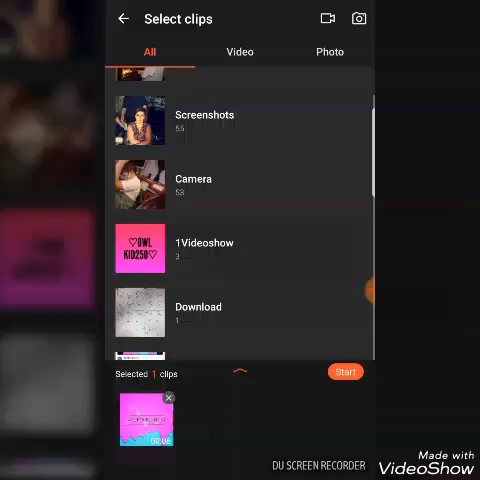 Select clips
All
Video
Photo
Screenshots
55
Camera
53
1Videoshow
3
♡OWL
KID250♡
Download
1
Selected 1 clips
Start
00:06
DU SCREEN RECORDER
Made with
VideoShow